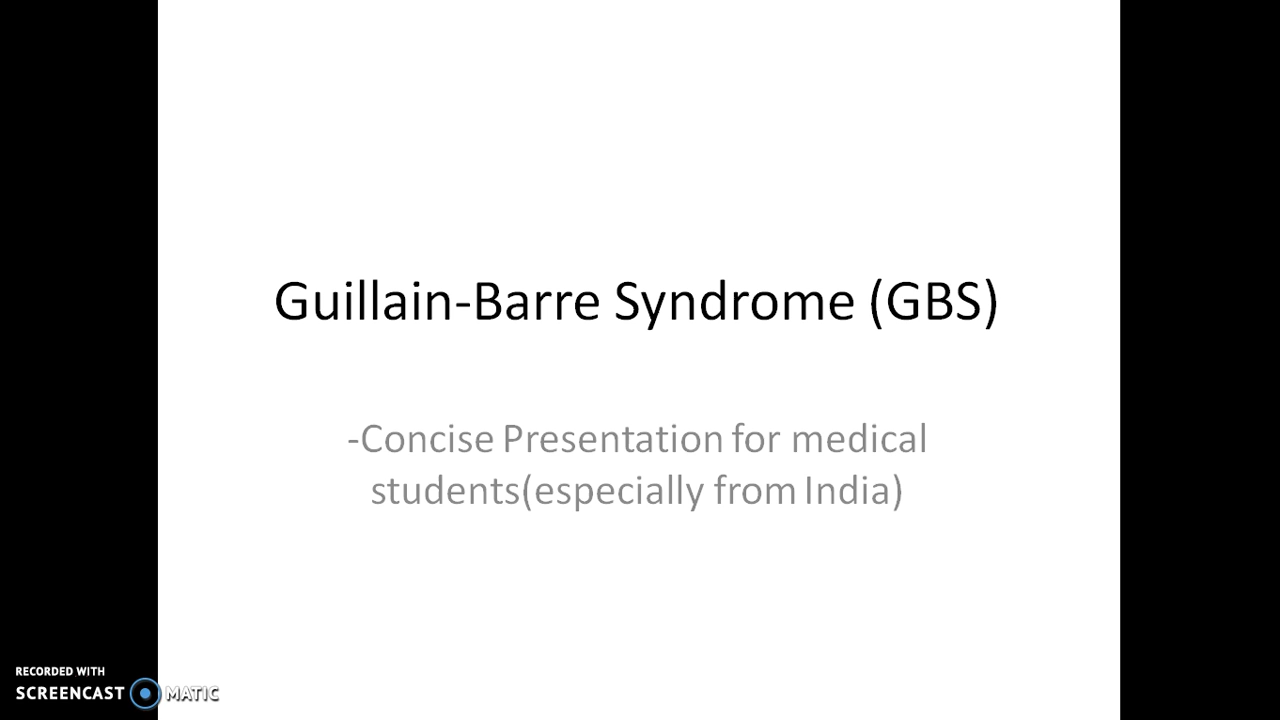 Guillain-Barre Syndrome (GBS)
-Concise Presentation for medical
students(especially from India)
RECORDED WITH
SCREENCAST MATIC